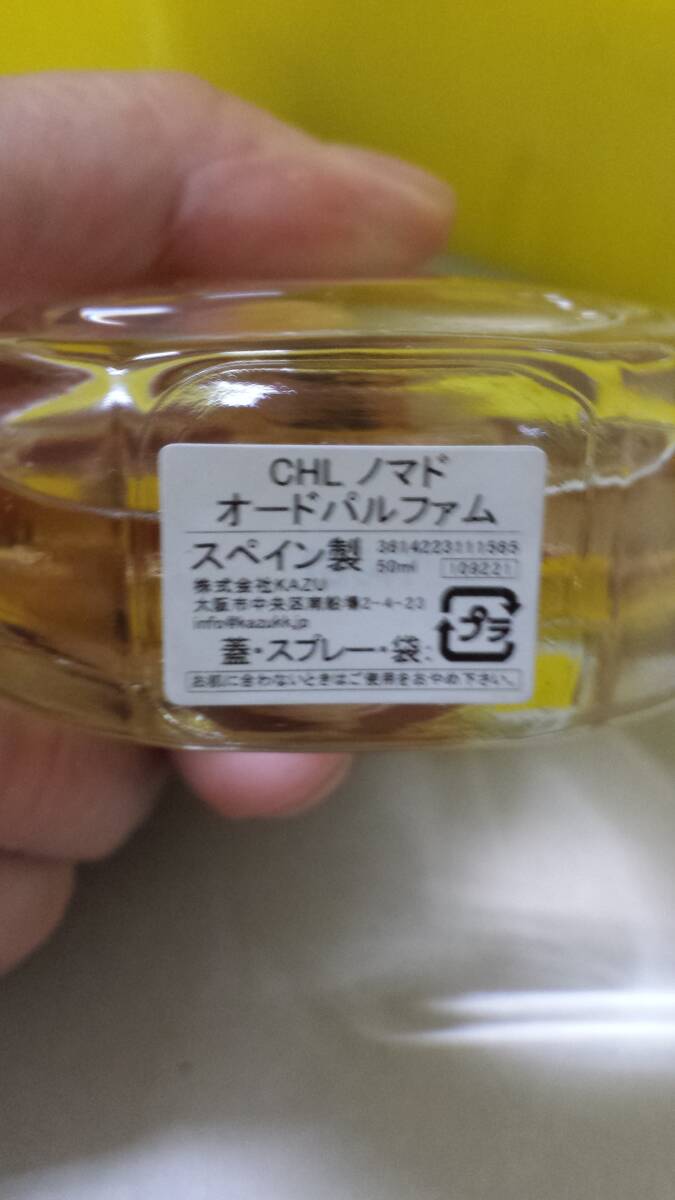 CHL ノマド
オードパルファム
スペイン製 3614223111565
50ml 109221
株式会社KAZU
大阪市中央区南船場2-4-23
info@kazukk.jp
プラ
蓋・スプレー・袋:
お肌に合わないときはご使用をおやめ下さい。